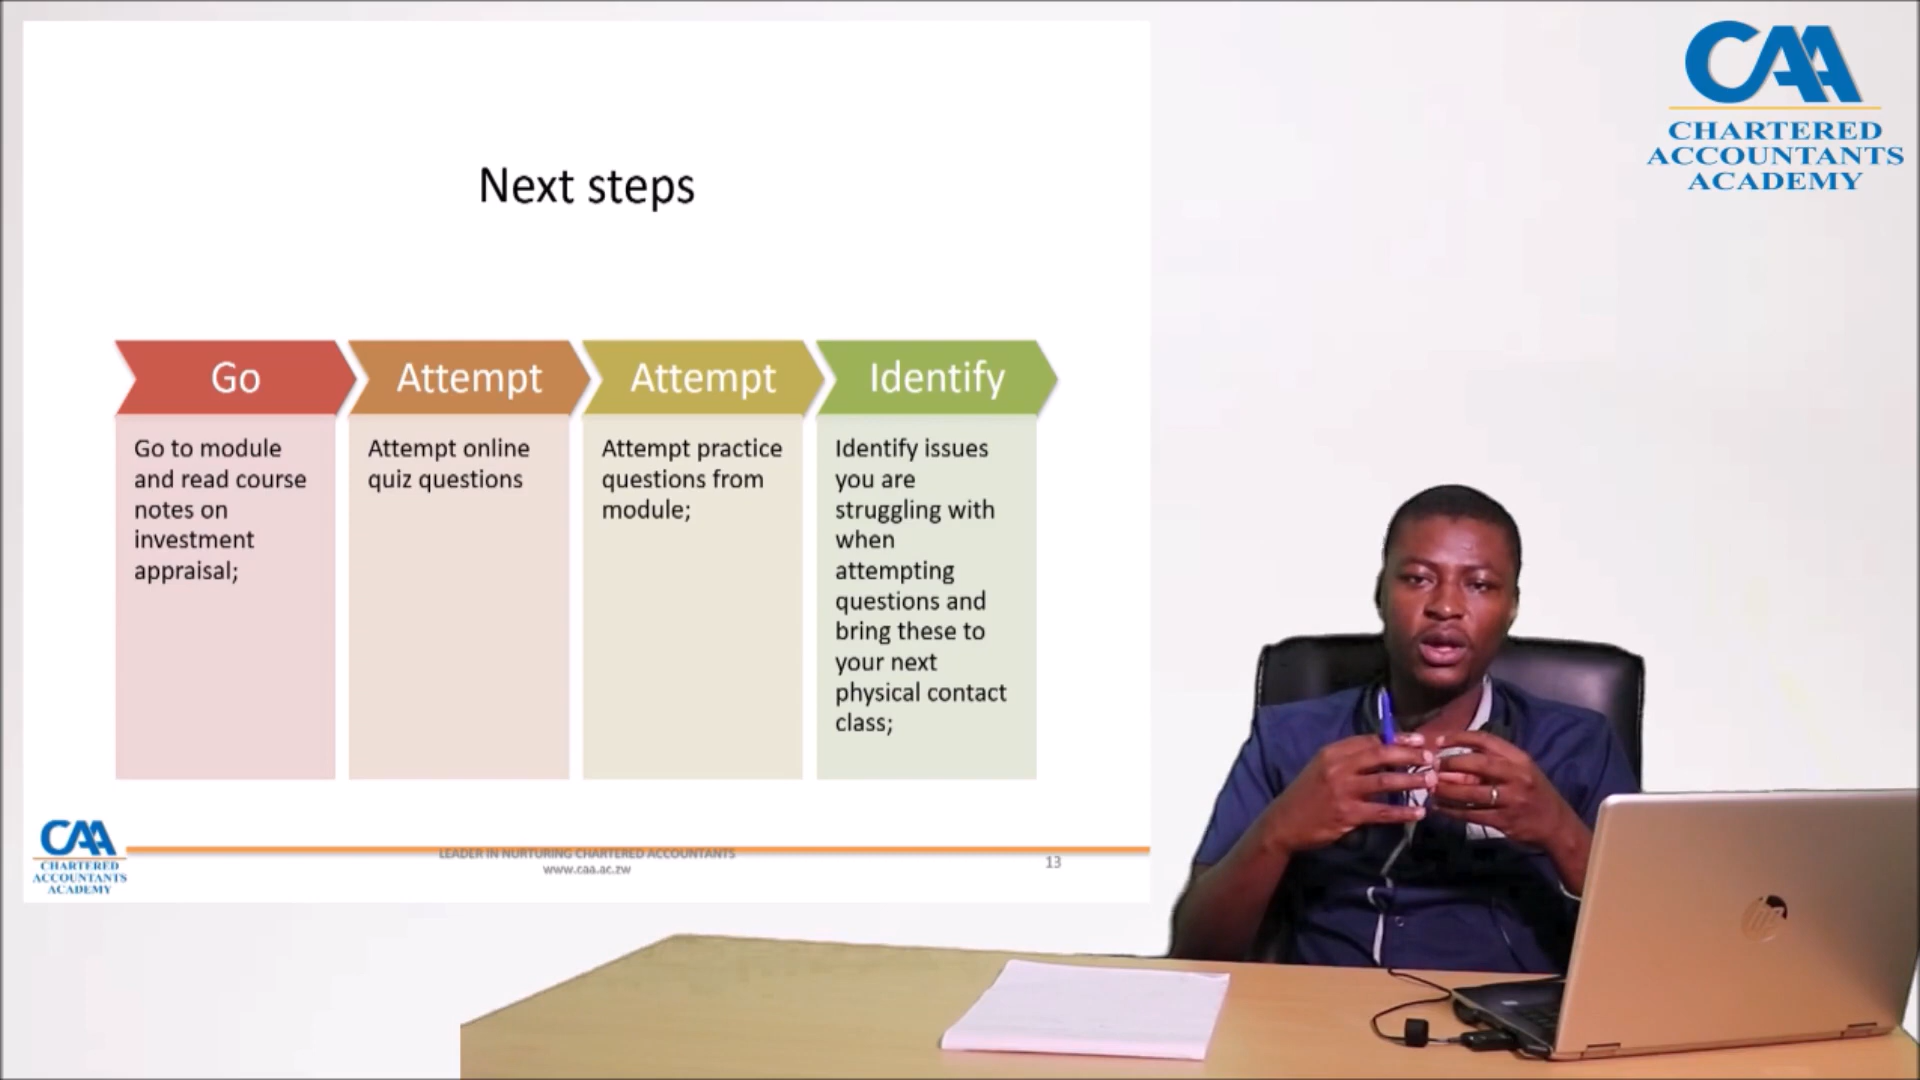 Next steps
Go
Go to module
and read course
notes on
investment
appraisal;
Attempt
Attempt online
quiz questions
Attempt
Attempt practice
questions from
module;
Identify
Identify issues
you are
struggling with
when
attempting
questions and
bring these to
your next
physical contact
class;
CAA
CHARTERED
ACCOUNTANTS
ACADEMY
LEADER IN NURTURING CHARTERED ACCOUNTANTS
www.caa.ac.zw
13
CAA
CHARTERED
ACCOUNTANTS
ACADEMY
hp